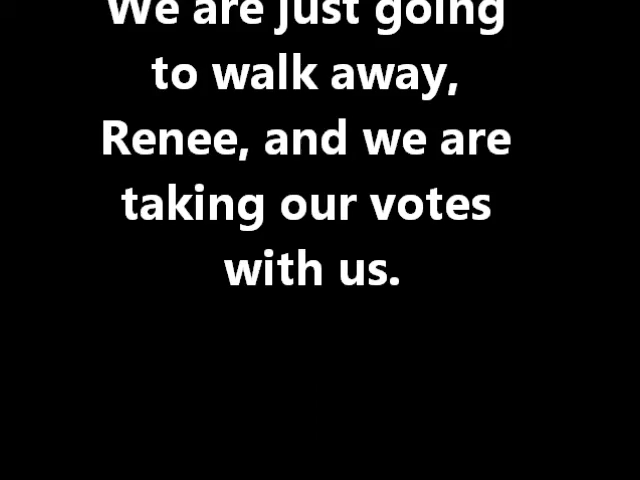 We are just going
to walk away,
Renee, and we are
taking our votes
with us.